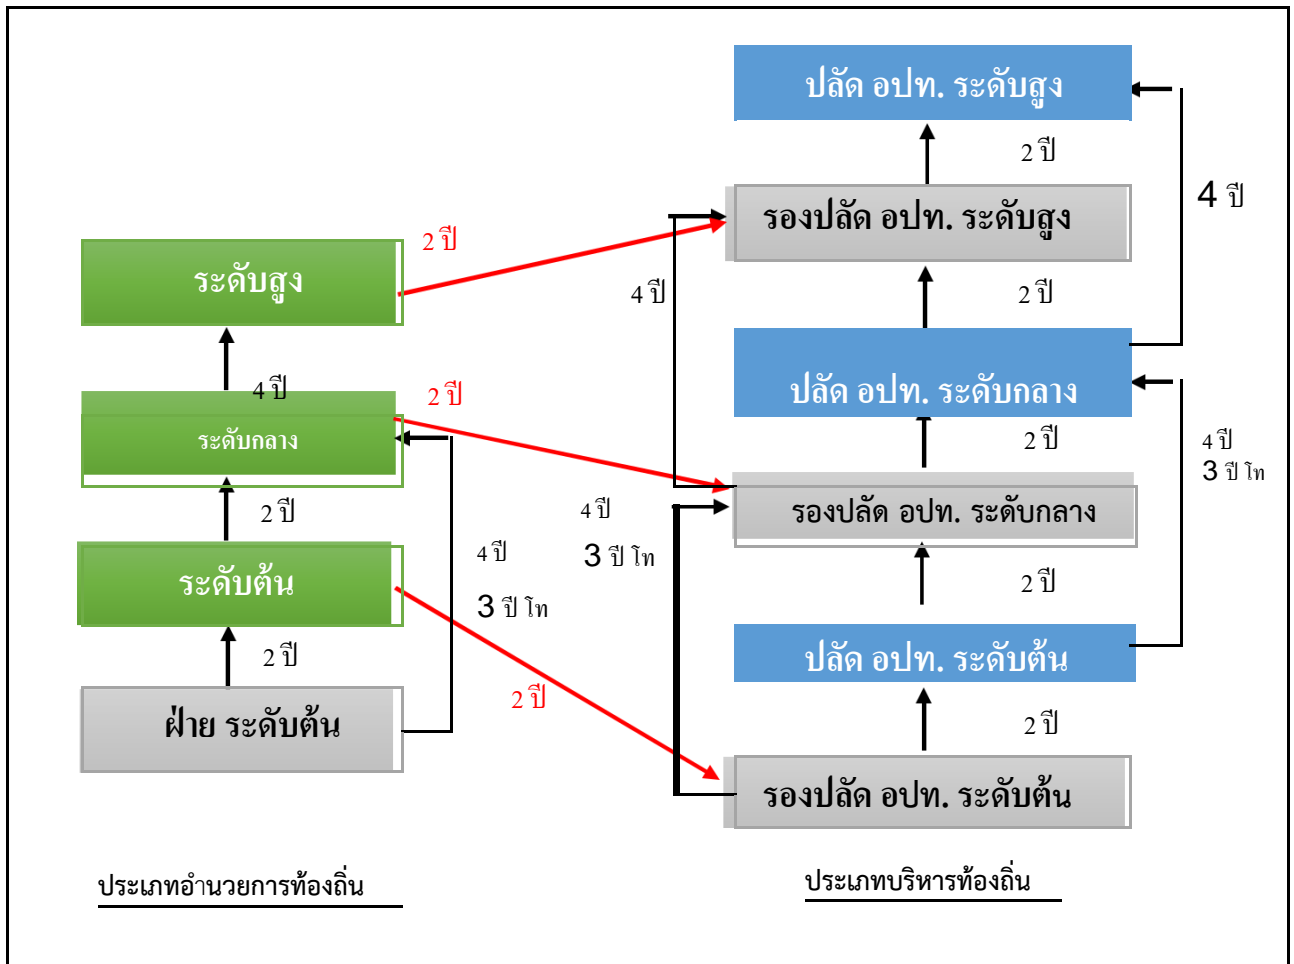 ปลัด อปท. ระดับสูง
2 ปี
4 ปี
รองปลัด อปท. ระดับสูง
2 ปี
ระดับสูง
4 ปี
2 ปี
ปลัด อปท. ระดับกลาง
4 ปี
2 ปี
ระดับกลาง
2 ปี
4 ปี
3 ปี โท
รองปลัด อปท. ระดับกลาง
2 ปี
4 ปี
3 ปี โท
4 ปี
3 ปี โท
ระดับต้น
2 ปี
ปลัด อปท. ระดับต้น
2 ปี
2 ปี
ฝ่าย ระดับต้น
2 ปี
รองปลัด อปท. ระดับต้น
ประเภทอำนวยการท้องถิ่น
ประเภทบริหารท้องถิ่น